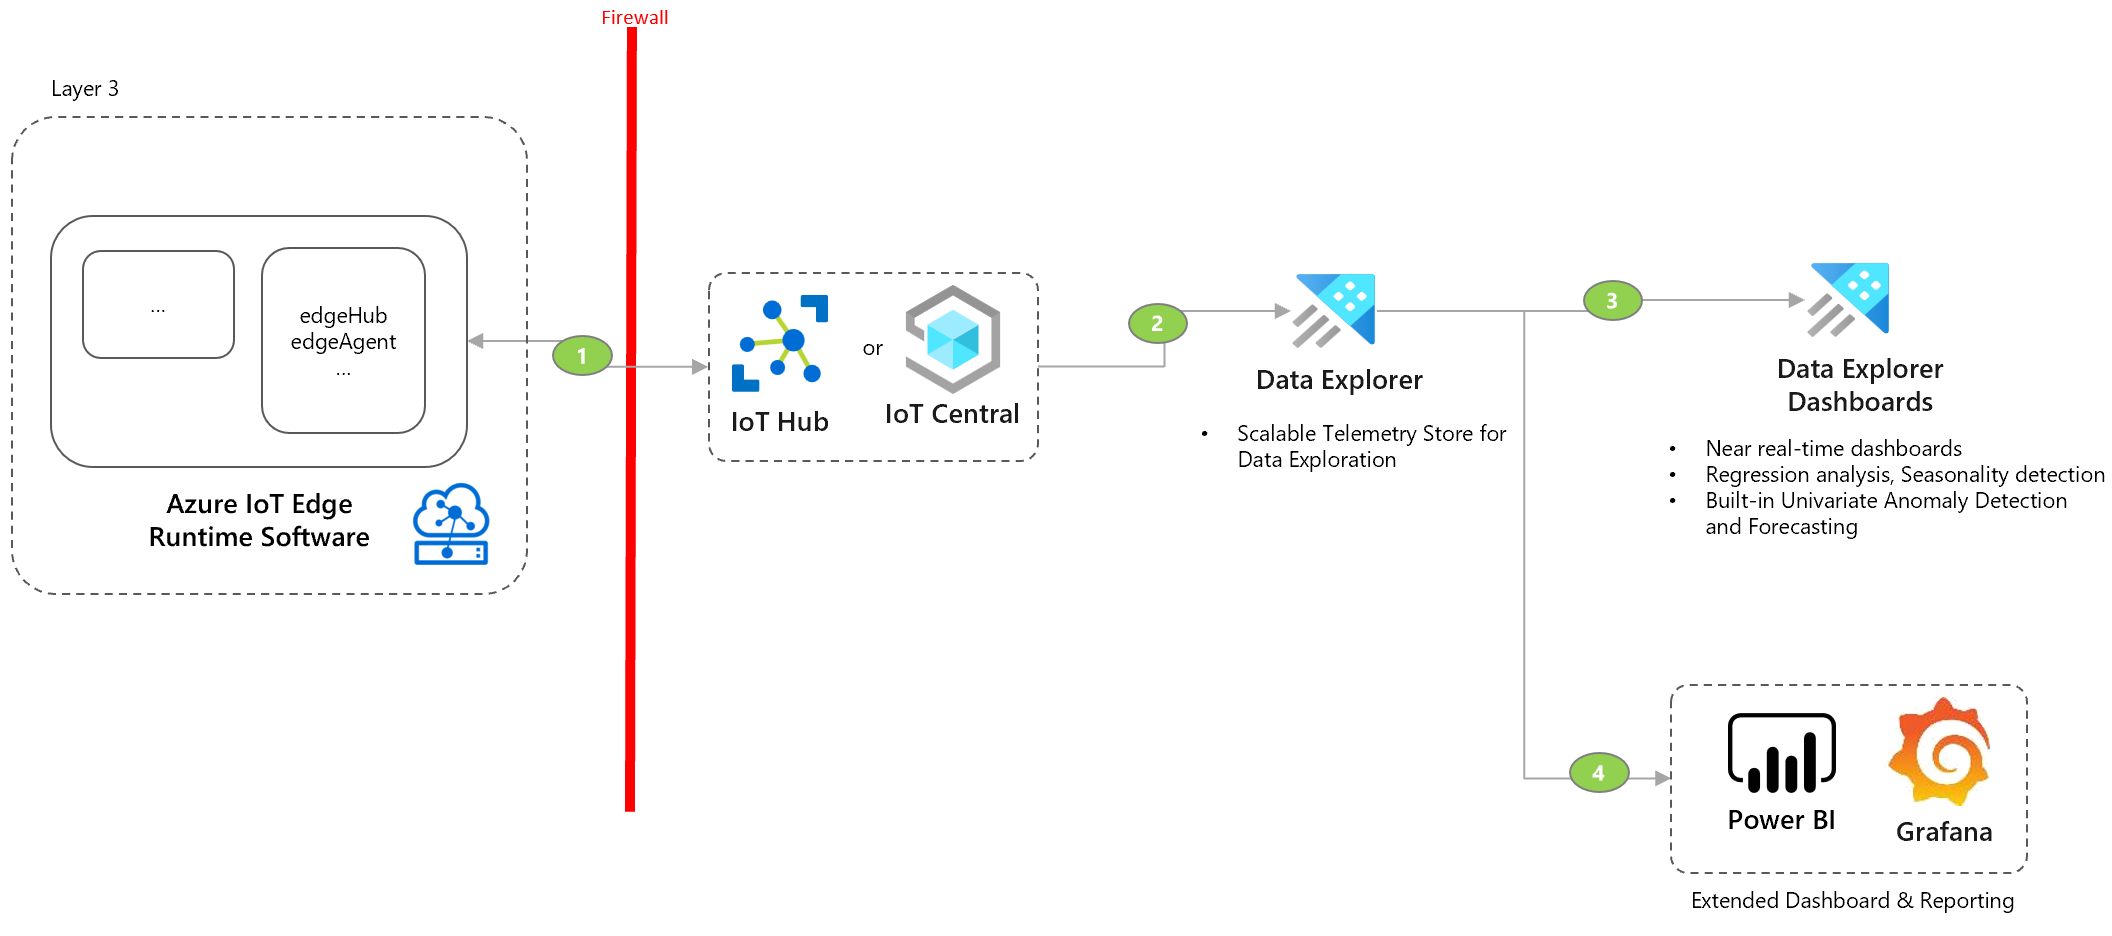 Firewall
Layer 3
...
edgeHub
edgeAgent
...
Azure IoT Edge
Runtime Software
1
IoT Hub
or
IoT Central
2
Data Explorer
• Scalable Telemetry Store for
Data Exploration
3
Data Explorer
Dashboards
• Near real-time dashboards
• Regression analysis, Seasonality detection
• Built-in Univariate Anomaly Detection
and Forecasting
4
Power BI
Grafana
Extended Dashboard & Reporting